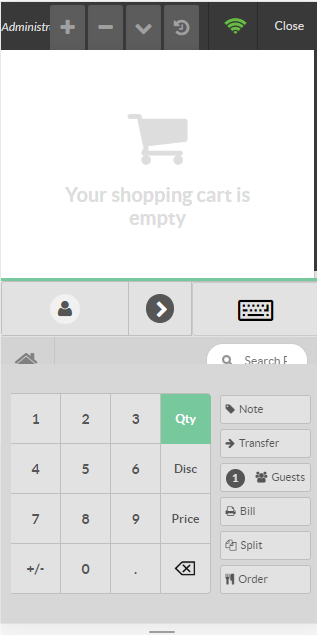 Administr
Close
Your shopping cart is
empty
Search P
1 2 3 Qty
Note
Transfer
4 5 6 Disc
1 Guests
7 8 9 Price
Bill
Split
+/- 0 .
Order